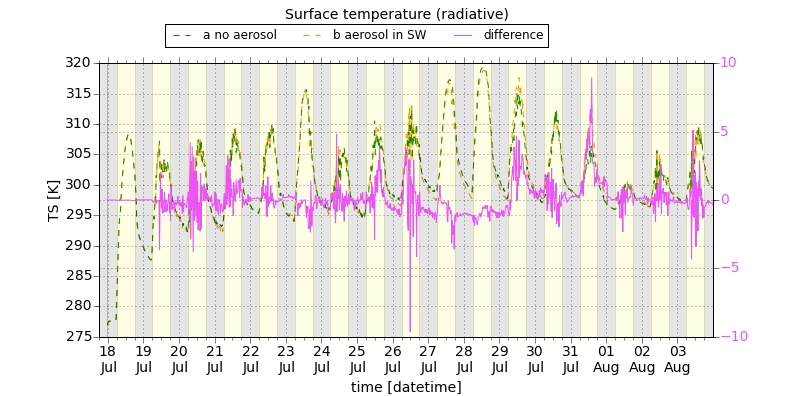 Surface temperature (radiative)
a no aerosol b aerosol in SW difference
320 10
315
310
305 5
300 0
295
290 −5
285
280
275 −10
TS [K]
18 19 20 21 22 23 24 25 26 27 28 29 30 31 01 02 03
Jul Jul Jul Jul Jul Jul Jul Jul Jul Jul Jul Jul Jul Jul Aug Aug Aug
time [datetime]